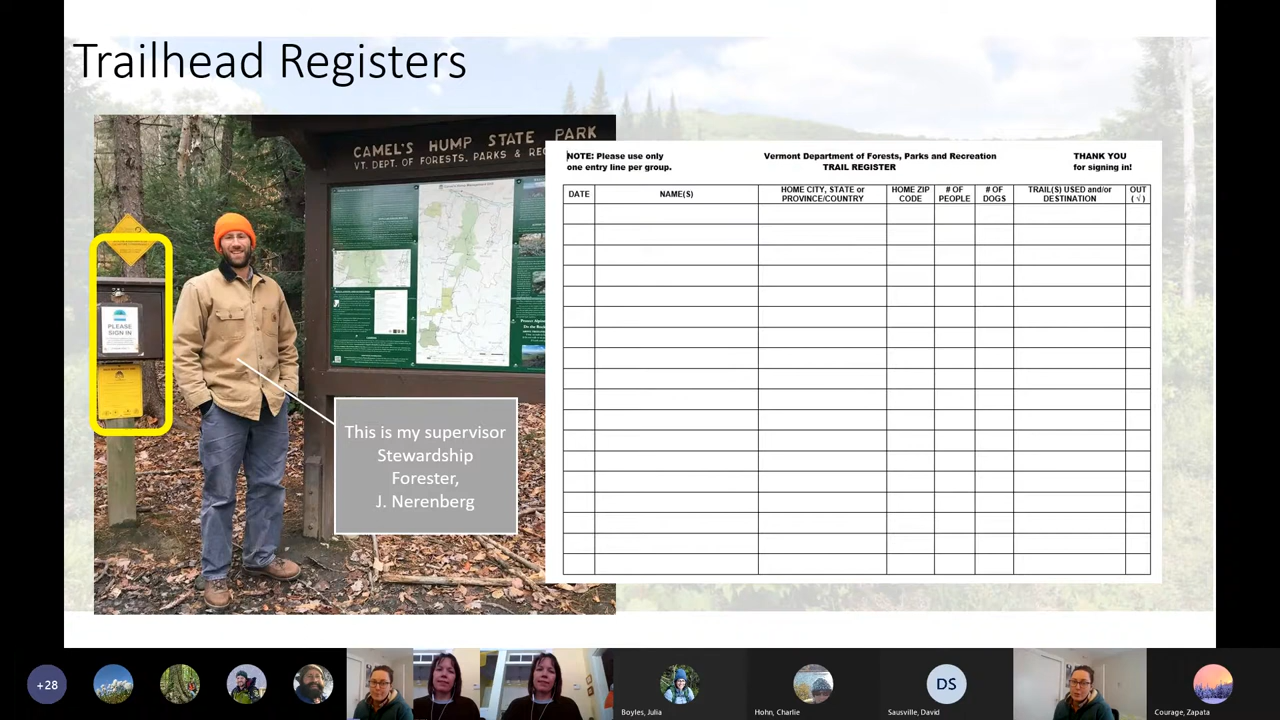 Trailhead Registers
CAMEL'S HUMP STATE PARK
VT. DEPT. OF FORESTS, PARKS & REC
PLEASE
SIGN IN
This is my supervisor
Stewardship
Forester,
J. Nerenberg
NOTE: Please use only
one entry line per group.
Vermont Department of Forests, Parks and Recreation
TRAIL REGISTER
THANK YOU
for signing in!
DATE
NAME(S)
HOME CITY, STATE or
PROVINCE/COUNTRY
HOME ZIP
CODE
# OF
PEOPLE
# OF
DOGS
TRAIL(S) USED and/or
DESTINATION
OUT
( √ )
+28
Boyles, Julia
Hohn, Charlie
DS
Sausville, David
Courage, Zapata